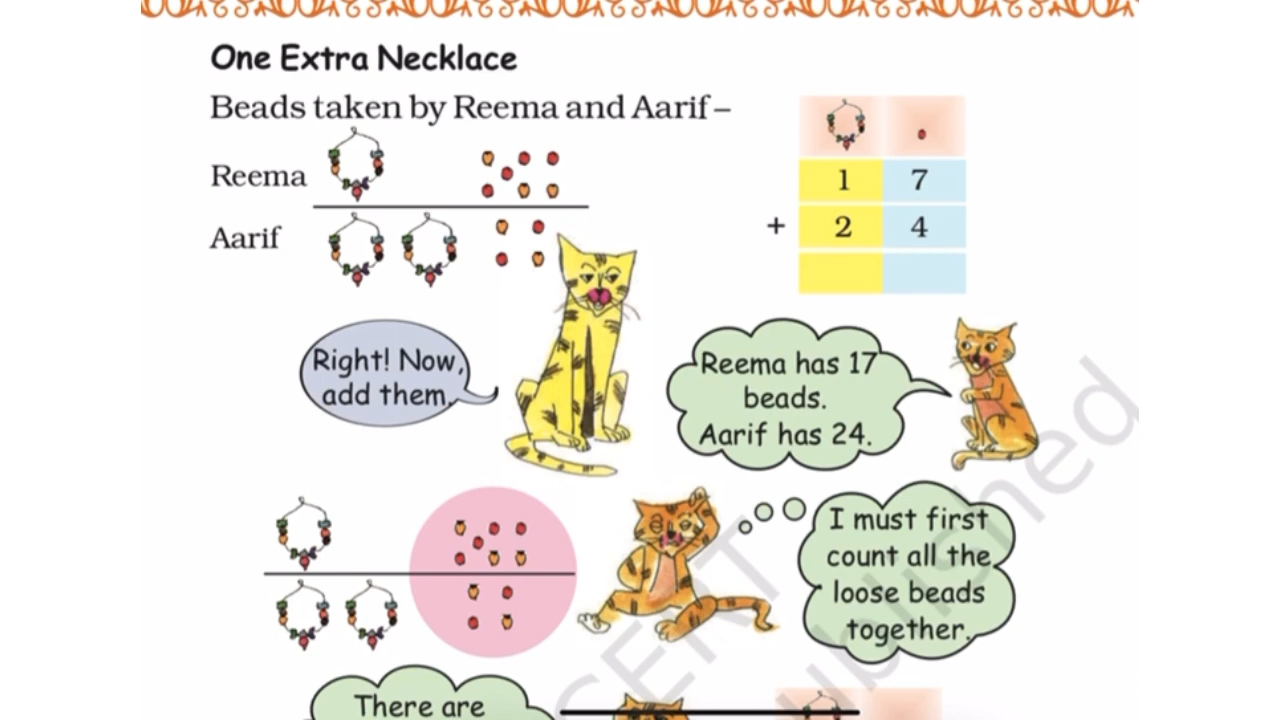 One Extra Necklace
Beads taken by Reema and Aarif –
Reema
Aarif
1 7
+ 2 4
Right! Now,
add them.
Reema has 17
beads.
Aarif has 24.
I must first
count all the
loose beads
together.
There are